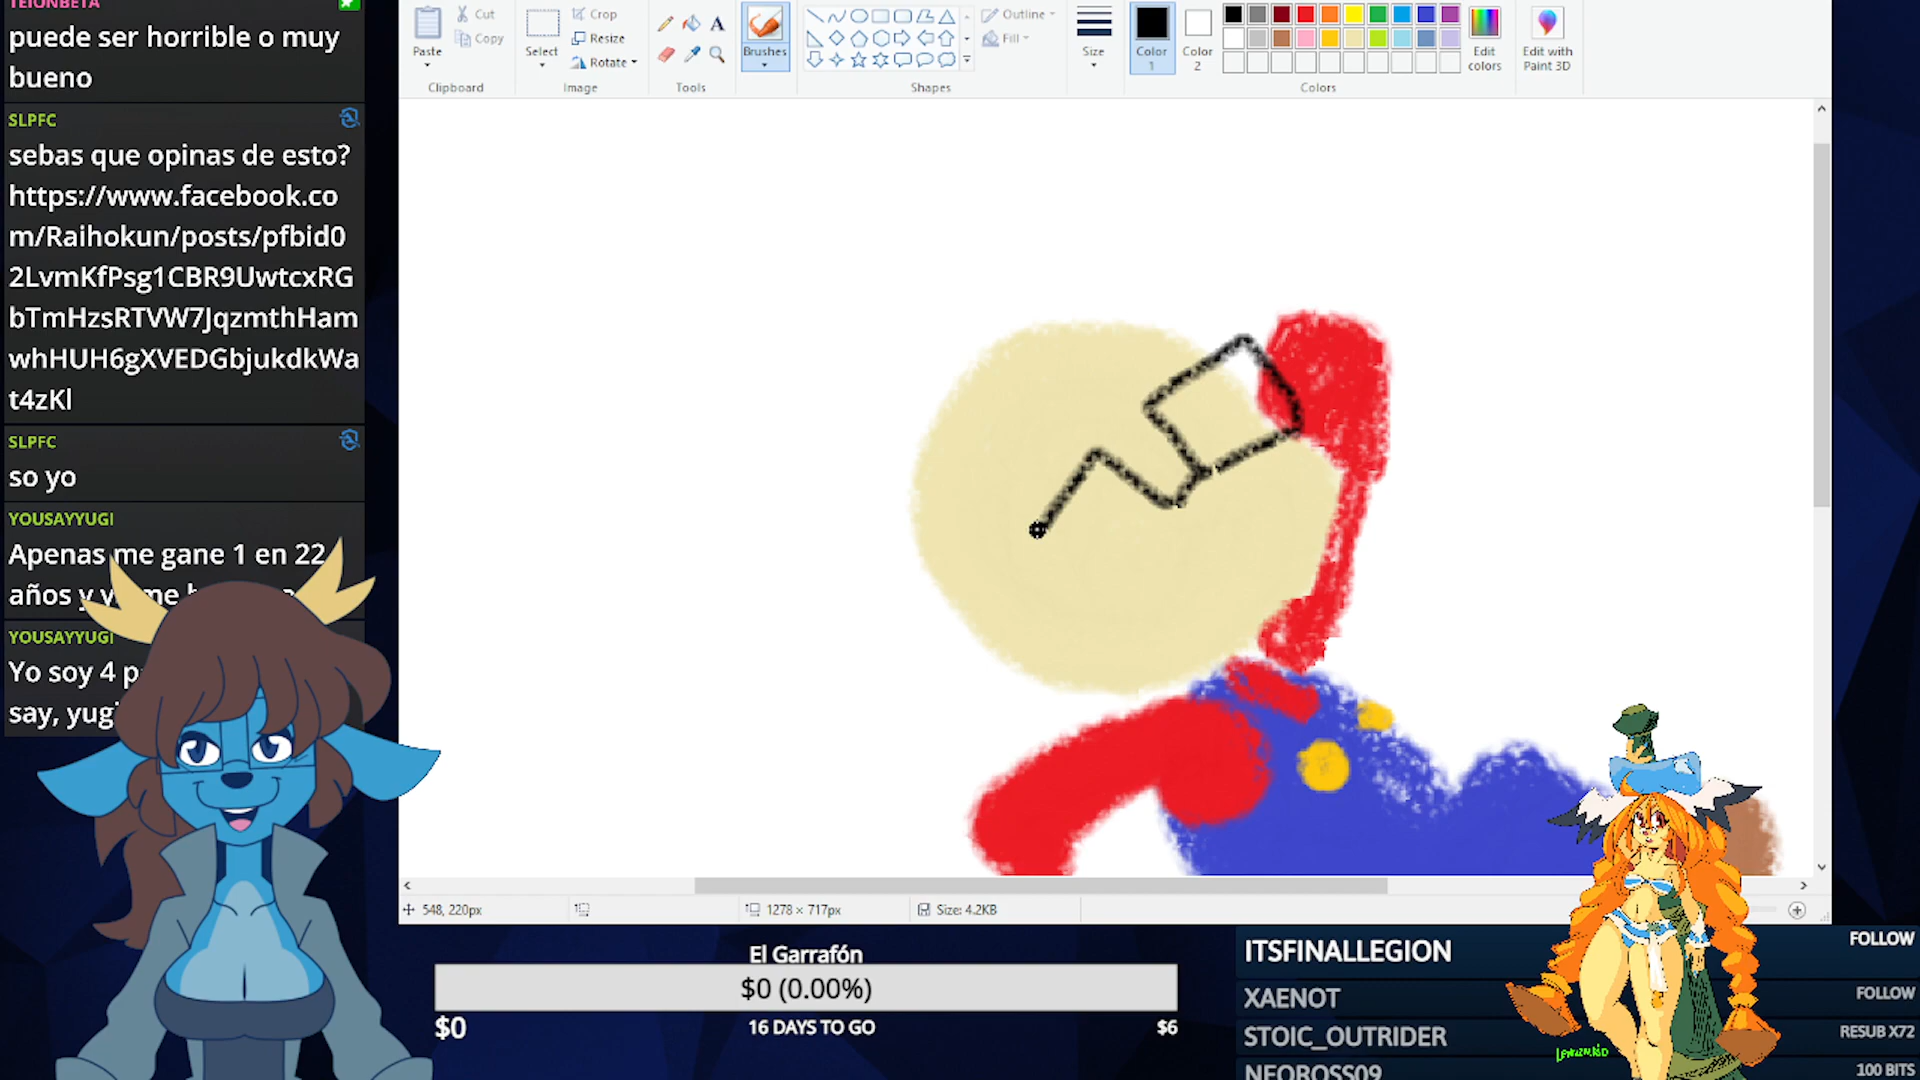 TEIONBETA
puede ser horrible o muy
bueno
SLPFC
sebas que opinas de esto?
https://www.facebook.co
m/Raihokun/posts/pfbid0
2LvmKfPsg1CBR9UwtcxRG
bTmHzsRTVW7JqzmthHam
whHUH6gXVEDGbjukdkWa
t4zKl
SLPFC
so yo
YOUSAYYUGI
Apenas me gane 1 en 22
años y
YOUSAYYUGI
Yo soy 4
say, yugi
Paste
Cut
Copy
Clipboard
Select
Crop
Resize
Rotate
Image
A
Tools
Brushes
Outline
Fill
Shapes
Size
Color
1
Color
2
Edit
colors
Edit with
Paint 3D
Colors
548, 220px
1278 × 717px
Size: 4.2KB
El Garrafón
$0 (0.00%)
$0
16 DAYS TO GO
$6
ITSFINALLEGION FOLLOW
XAENOT FOLLOW
STOIC_OUTRIDER RESUB X72
NEOROSS09 100 BITS